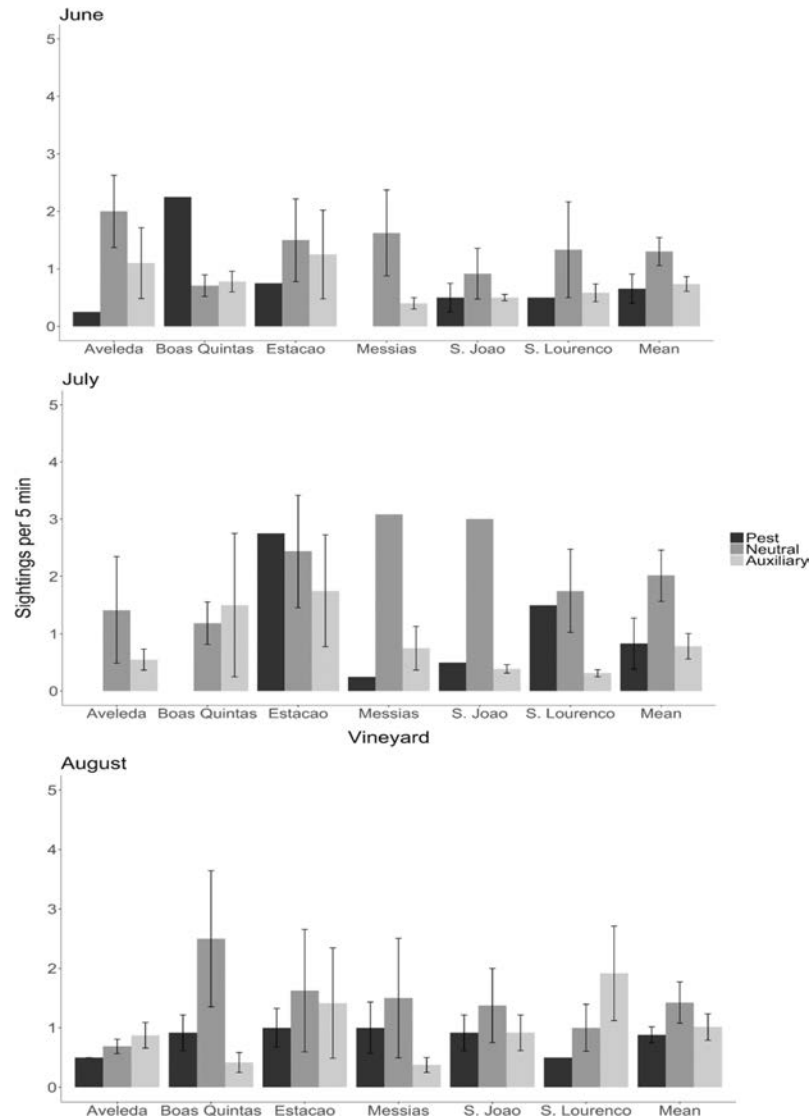 June
5
4
3
2
1
0
Aveleda Boas Quintas Estacao Messias S. Joao S. Lourenco Mean
July
5
4
3
2
1
0
Aveleda Boas Quintas Estacao Messias S. Joao S. Lourenco Mean
Sightings per 5 min
Pest
Neutral
Auxiliary
Vineyard
August
5
4
3
2
1
0
Aveleda Boas Quintas Estacao Messias S. Joao S. Lourenco Mean